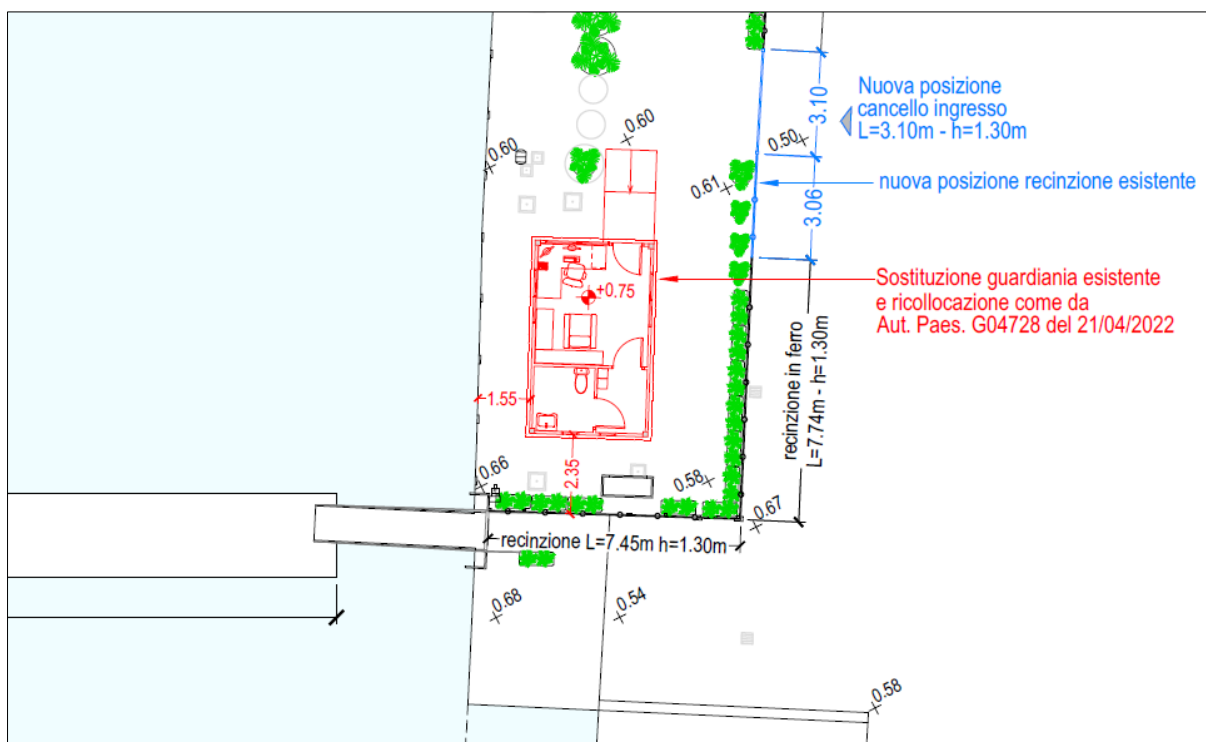 Nuova posizione
cancello ingresso
L=3.10m - h=1.30m
3.10
0.50
0.60
0.60
0.61
nuova posizione recinzione esistente
3.06
Sostituzione guardiania esistente
e ricollocazione come da
Aut. Paes. G04728 del 21/04/2022
+0.75
recinzione in ferro
L=7.74m - h=1.30m
1.55
2.35
0.66
0.58
0.67
recinzione L=7.45m h=1.30m
0.68
0.54
0.58